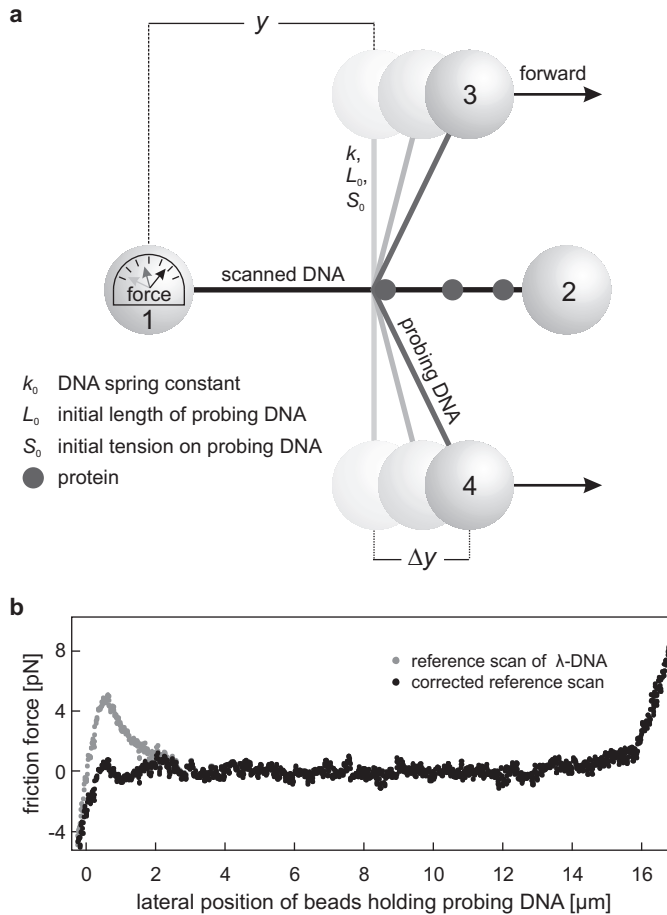 a
y
3
forward
k,
L₀,
S₀
scanned DNA
force
1
2
probing DNA
k₀ DNA spring constant
L₀ initial length of probing DNA
S₀ initial tension on probing DNA
protein
4
Δy
b
8
4
0
-4
friction force [pN]
reference scan of λ-DNA
corrected reference scan
0 2 4 6 8 10 12 14 16
lateral position of beads holding probing DNA [μm]